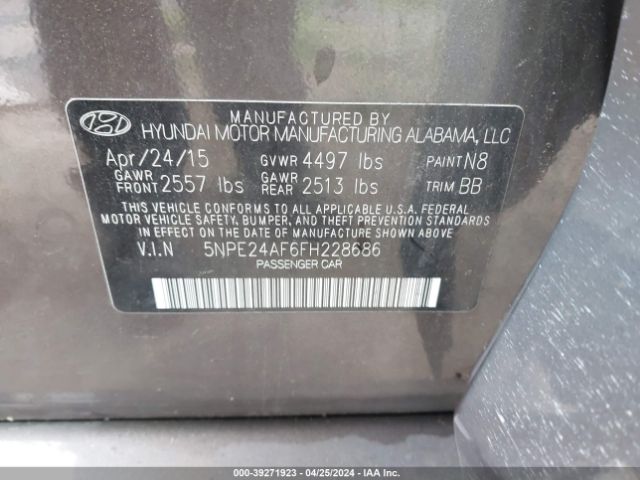 MANUFACTURED BY
HYUNDAI MOTOR MANUFACTURING ALABAMA, LLC
Apr/24/15 GVWR 4497 lbs PAINT N8
GAWR FRONT 2557 lbs GAWR REAR 2513 lbs TRIM BB
THIS VEHICLE CONFORMS TO ALL APPLICABLE U.S.A. FEDERAL
MOTOR VEHICLE SAFETY, BUMPER, AND THEFT PREVENTION STANDARDS
IN EFFECT ON THE DATE OF MANUFACTURE SHOWN ABOVE
V.I.N 5NPE24AF6FH228686
PASSENGER CAR
000-39271923 / 04/25/2024 - IAA Inc.